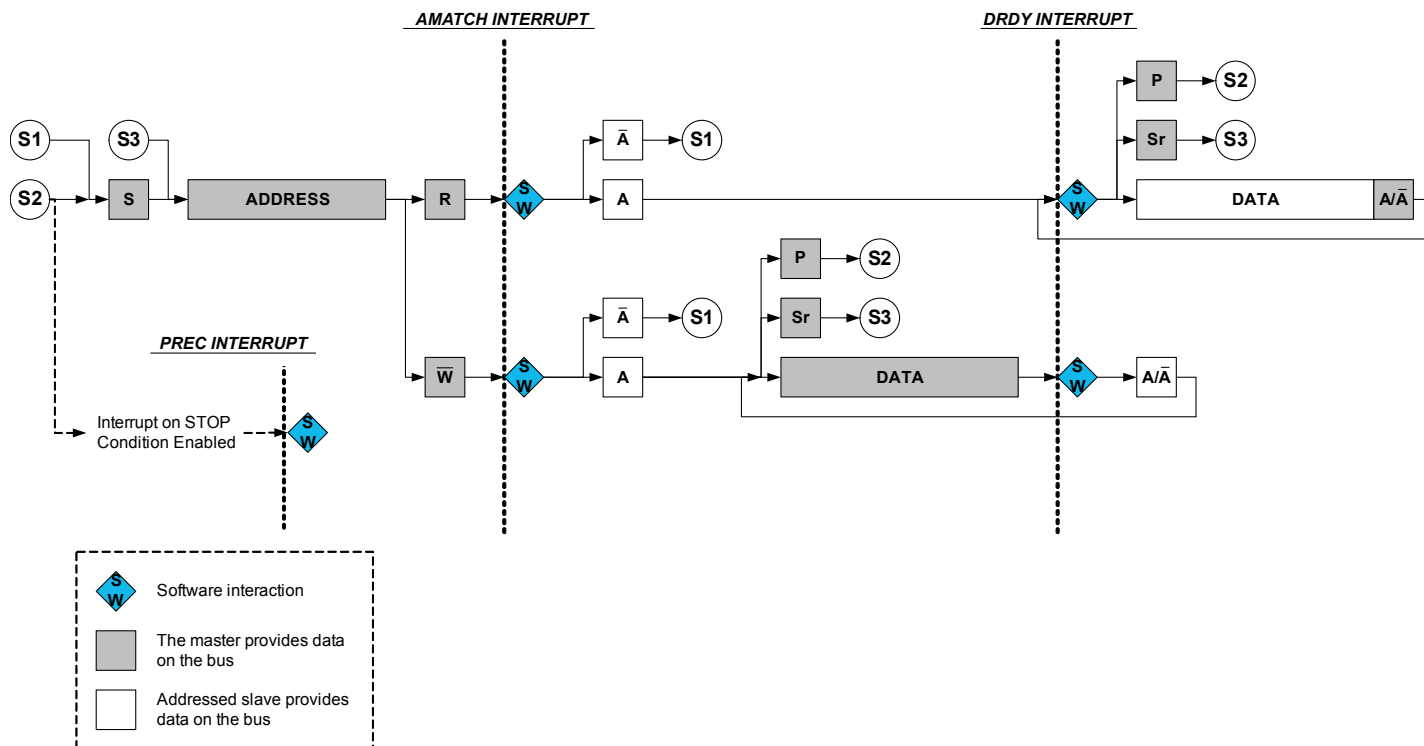 AMATCH INTERRUPT
DRDY INTERRUPT
P
S2
S1
S3
A̅
S1
Sr
S3
S2
S
ADDRESS
R
S
W
A
S
W
DATA
A/A̅
P
S2
A̅
S1
Sr
S3
PREC INTERRUPT
W̅
S
W
A
DATA
S
W
A/A̅
Interrupt on STOP
Condition Enabled
S
W
S
W
Software interaction
The master provides data
on the bus
Addressed slave provides
data on the bus